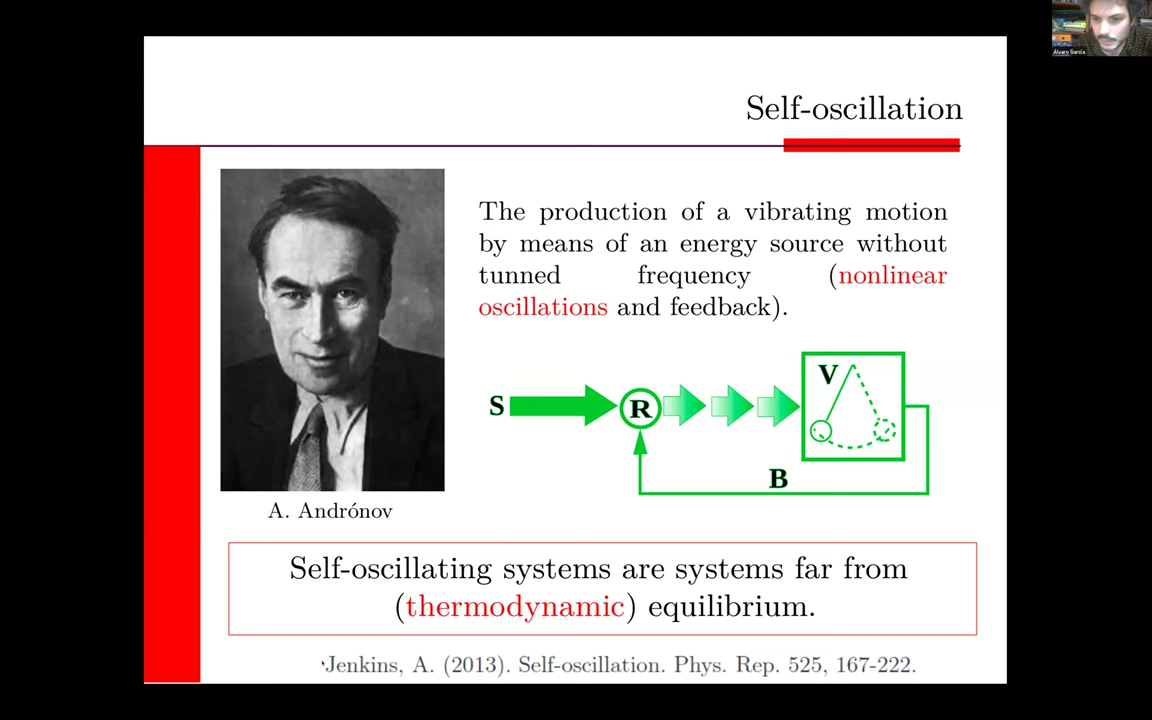 Álvaro García
Self-oscillation
The production of a vibrating motion
by means of an energy source without
tunned frequency (nonlinear
oscillations and feedback).
S
R
V
B
A. Andrónov
Self-oscillating systems are systems far from
(thermodynamic) equilibrium.
Jenkins, A. (2013). Self-oscillation. Phys. Rep. 525, 167-222.